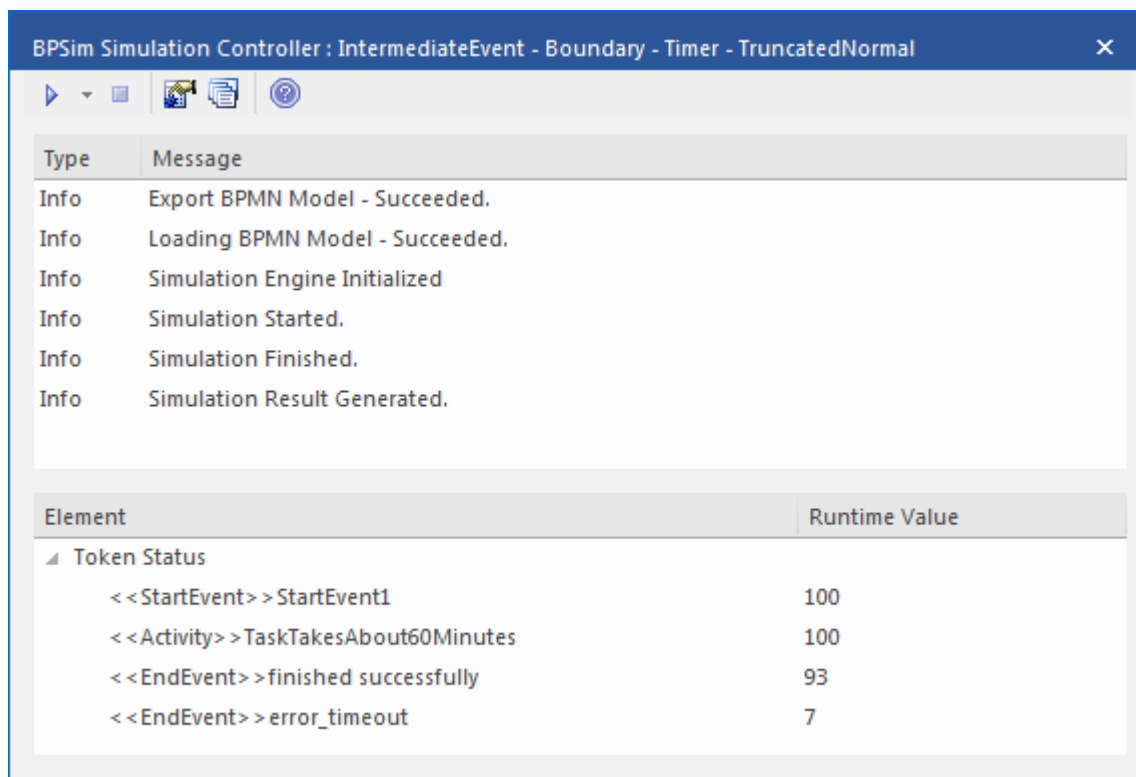 BPSim Simulation Controller : IntermediateEvent - Boundary - Timer - TruncatedNormal
Type Message
Info Export BPMN Model - Succeeded.
Info Loading BPMN Model - Succeeded.
Info Simulation Engine Initialized
Info Simulation Started.
Info Simulation Finished.
Info Simulation Result Generated.
Element Runtime Value
Token Status
<<StartEvent>>StartEvent1 100
<<Activity>>TaskTakesAbout60Minutes 100
<<EndEvent>>finished successfully 93
<<EndEvent>>error_timeout 7